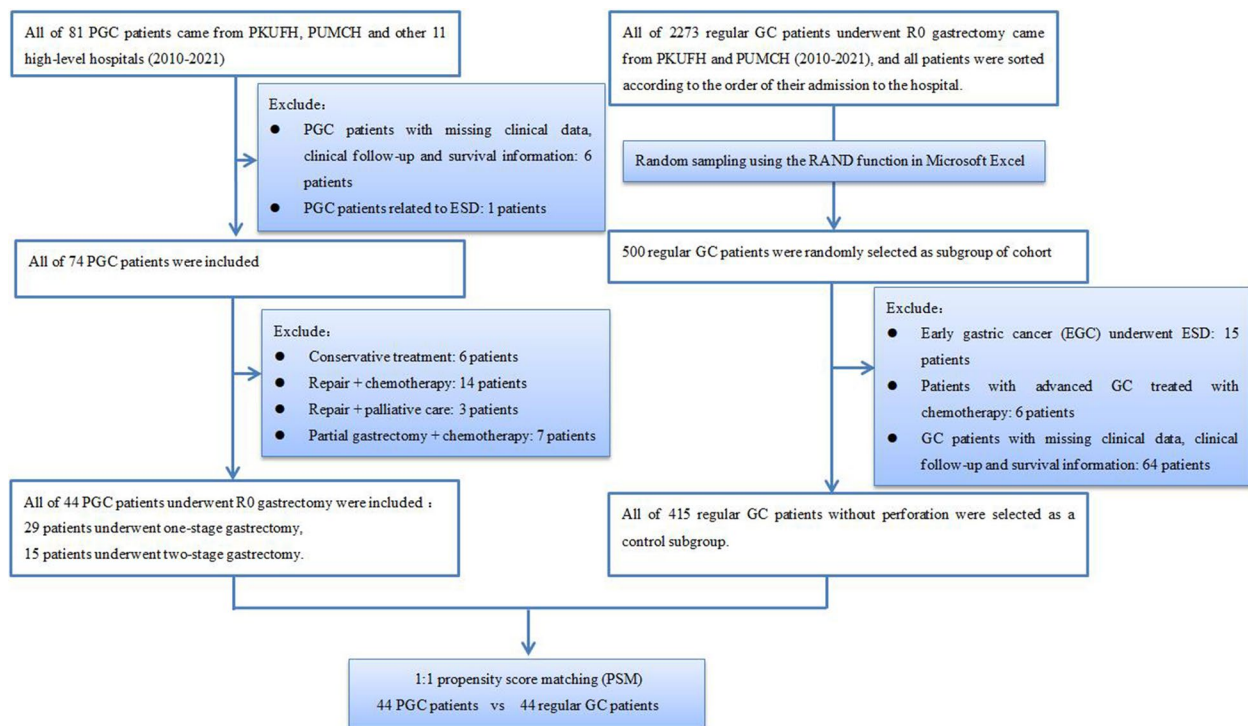 All of 81 PGC patients came from PKUFH, PUMCH and other 11
high-level hospitals (2010-2021)
Exclude：
● PGC patients with missing clinical data,
clinical follow-up and survival information: 6
patients
● PGC patients related to ESD: 1 patients
All of 74 PGC patients were included
Exclude：
● Conservative treatment: 6 patients
● Repair + chemotherapy: 14 patients
● Repair + palliative care: 3 patients
● Partial gastrectomy + chemotherapy: 7 patients
All of 44 PGC patients underwent R0 gastrectomy were included：
29 patients underwent one-stage gastrectomy,
15 patients underwent two-stage gastrectomy.
All of 2273 regular GC patients underwent R0 gastrectomy came
from PKUFH and PUMCH (2010-2021), and all patients were sorted
according to the order of their admission to the hospital.
Random sampling using the RAND function in Microsoft Excel
500 regular GC patients were randomly selected as subgroup of cohort
Exclude：
● Early gastric cancer (EGC) underwent ESD: 15
patients
● Patients with advanced GC treated with
chemotherapy: 6 patients
● GC patients with missing clinical data, clinical
follow-up and survival information: 64 patients
All of 415 regular GC patients without perforation were selected as a
control subgroup.
1:1 propensity score matching (PSM)
44 PGC patients vs 44 regular GC patients